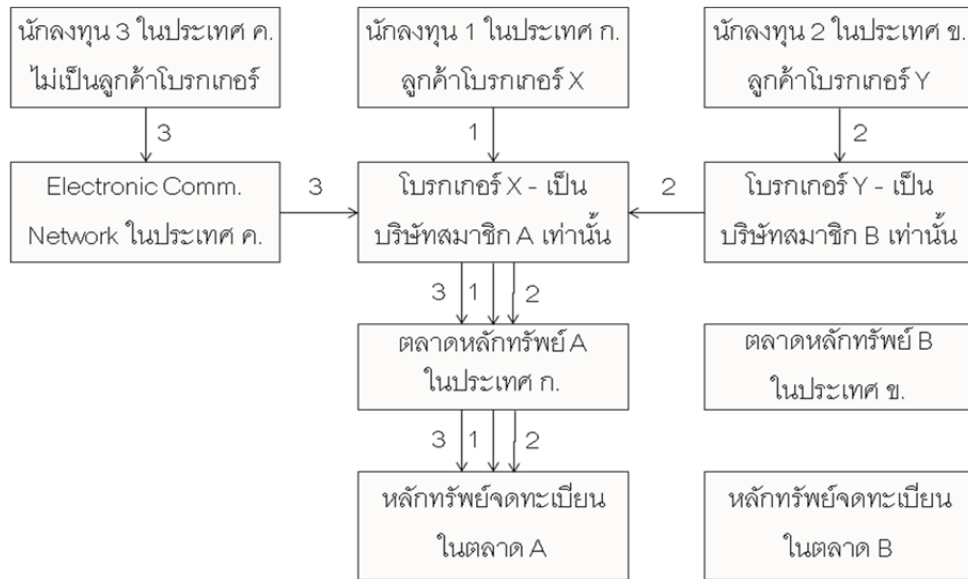 นักลงทุน 3 ในประเทศ ค.
ไม่เป็นลูกค้าโบรกเกอร์
นักลงทุน 1 ในประเทศ ก.
ลูกค้าโบรกเกอร์ X
นักลงทุน 2 ในประเทศ ข.
ลูกค้าโบรกเกอร์ Y
3
1
2
Electronic Comm.
Network ในประเทศ ค.
3
โบรกเกอร์ X - เป็น
บริษัทสมาชิก A เท่านั้น
2
โบรกเกอร์ Y - เป็น
บริษัทสมาชิก B เท่านั้น
3 1 2
ตลาดหลักทรัพย์ A
ในประเทศ ก.
ตลาดหลักทรัพย์ B
ในประเทศ ข.
3 1 2
หลักทรัพย์จดทะเบียน
ในตลาด A
หลักทรัพย์จดทะเบียน
ในตลาด B